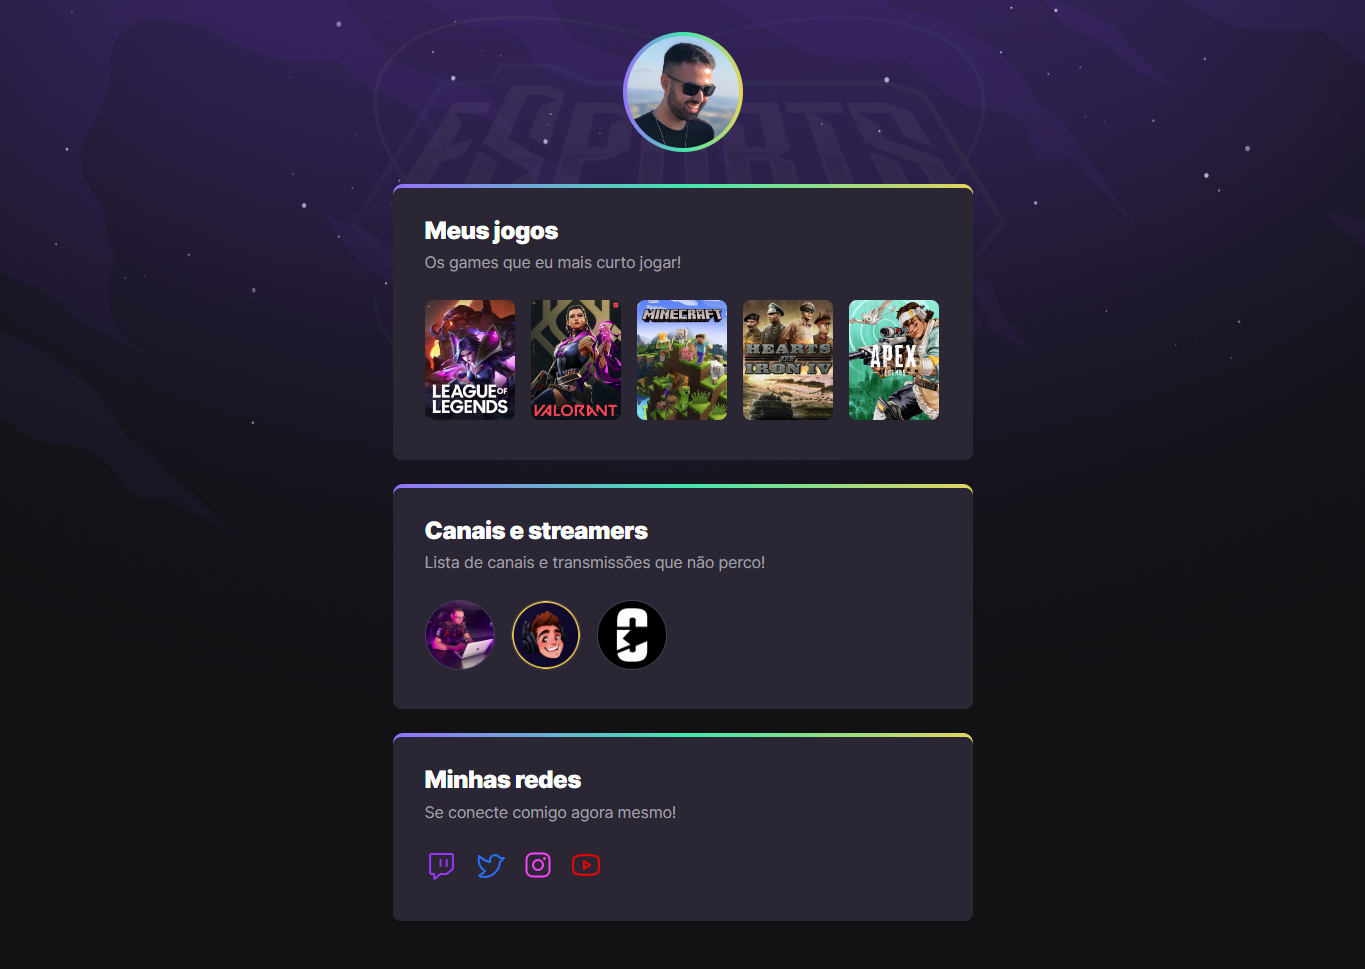 ESPORTS
Meus jogos
Os games que eu mais curto jogar!
LEAGUE OF
LEGENDS
VALORANT
MINECRAFT
HEARTS
OF
IRON IV
APEX
LEGENDS
Canais e streamers
Lista de canais e transmissões que não perco!
Minhas redes
Se conecte comigo agora mesmo!